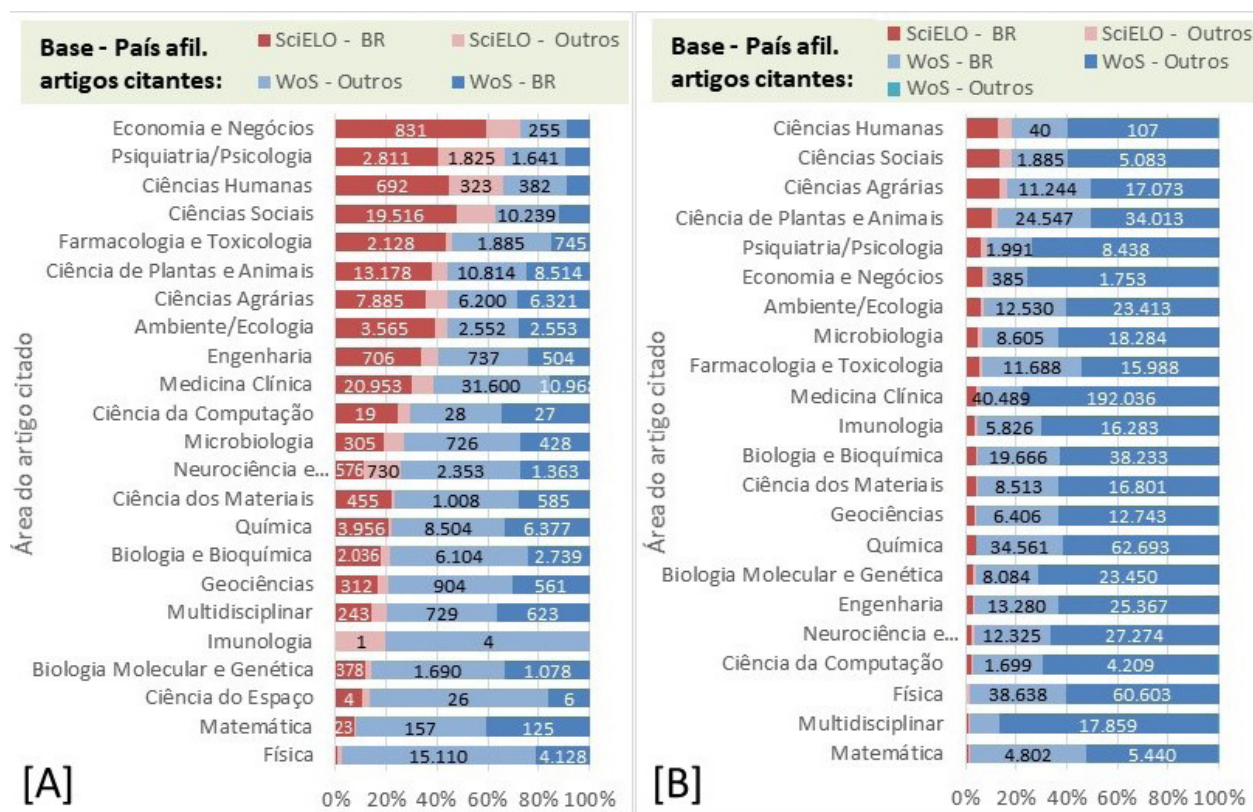 Base - País afil.
artigos citantes:
SciELO - BR
SciELO - Outros
WoS - Outros
WoS - BR
Área do artigo citado
Economia e Negócios 831 255
Psiquiatria/Psicologia 2.811 1.825 1.641
Ciências Humanas 692 323 382
Ciências Sociais 19.516 10.239
Farmacologia e Toxicologia 2.128 1.885 745
Ciência de Plantas e Animais 13.178 10.814 8.514
Ciências Agrárias 7.885 6.200 6.321
Ambiente/Ecologia 3.565 2.552 2.553
Engenharia 706 737 504
Medicina Clínica 20.953 31.600 10.968
Ciência da Computação 19 28 27
Microbiologia 305 726 428
Neurociência e... 576 730 2.353 1.363
Ciência dos Materiais 455 1.008 585
Química 3.956 8.504 6.377
Biologia e Bioquímica 2.036 6.104 2.739
Geociências 312 904 561
Multidisciplinar 243 729 623
Imunologia 1 4
Biologia Molecular e Genética 378 1.690 1.078
Ciência do Espaço 4 26 6
Matemática 23 157 125
Física 15.110 4.128
[A]
0% 20% 40% 60% 80% 100%
Base - País afil.
artigos citantes:
SciELO - BR
SciELO - Outros
WoS - BR
WoS - Outros
WoS - Outros
Área do artigo citado
Ciências Humanas 40 107
Ciências Sociais 1.885 5.083
Ciências Agrárias 11.244 17.073
Ciência de Plantas e Animais 24.547 34.013
Psiquiatria/Psicologia 1.991 8.438
Economia e Negócios 385 1.753
Ambiente/Ecologia 12.530 23.413
Microbiologia 8.605 18.284
Farmacologia e Toxicologia 11.688 15.988
Medicina Clínica 40.489 192.036
Imunologia 5.826 16.283
Biologia e Bioquímica 19.666 38.233
Ciência dos Materiais 8.513 16.801
Geociências 6.406 12.743
Química 34.561 62.693
Biologia Molecular e Genética 8.084 23.450
Engenharia 13.280 25.367
Neurociência e... 12.325 27.274
Ciência da Computação 1.699 4.209
Física 38.638 60.603
Multidisciplinar 17.859
Matemática 4.802 5.440
[B]
0% 20% 40% 60% 80% 100%